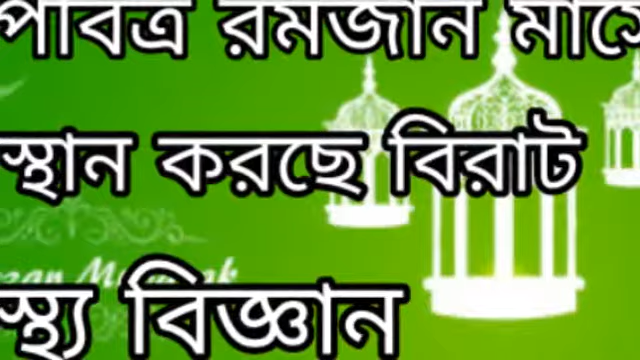 পবিত্র রমজান মাসে
স্থান করছে বিরাট
স্থ্য বিজ্ঞান